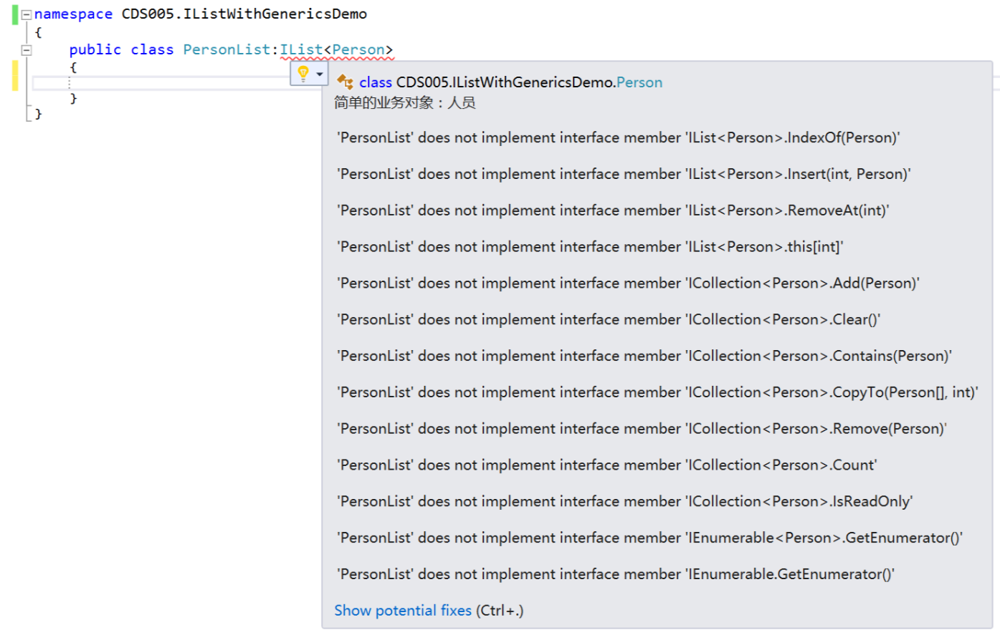 namespace CDS005.IListWithGenericsDemo
{
public class PersonList:IList<Person>
{
}
}
class CDS005.IListWithGenericsDemo.Person
简单的业务对象：人员
'PersonList' does not implement interface member 'IList<Person>.IndexOf(Person)'
'PersonList' does not implement interface member 'IList<Person>.Insert(int, Person)'
'PersonList' does not implement interface member 'IList<Person>.RemoveAt(int)'
'PersonList' does not implement interface member 'IList<Person>.this[int]'
'PersonList' does not implement interface member 'ICollection<Person>.Add(Person)'
'PersonList' does not implement interface member 'ICollection<Person>.Clear()'
'PersonList' does not implement interface member 'ICollection<Person>.Contains(Person)'
'PersonList' does not implement interface member 'ICollection<Person>.CopyTo(Person[], int)'
'PersonList' does not implement interface member 'ICollection<Person>.Remove(Person)'
'PersonList' does not implement interface member 'ICollection<Person>.Count'
'PersonList' does not implement interface member 'ICollection<Person>.IsReadOnly'
'PersonList' does not implement interface member 'IEnumerable<Person>.GetEnumerator()'
'PersonList' does not implement interface member 'IEnumerable.GetEnumerator()'
Show potential fixes (Ctrl+.)